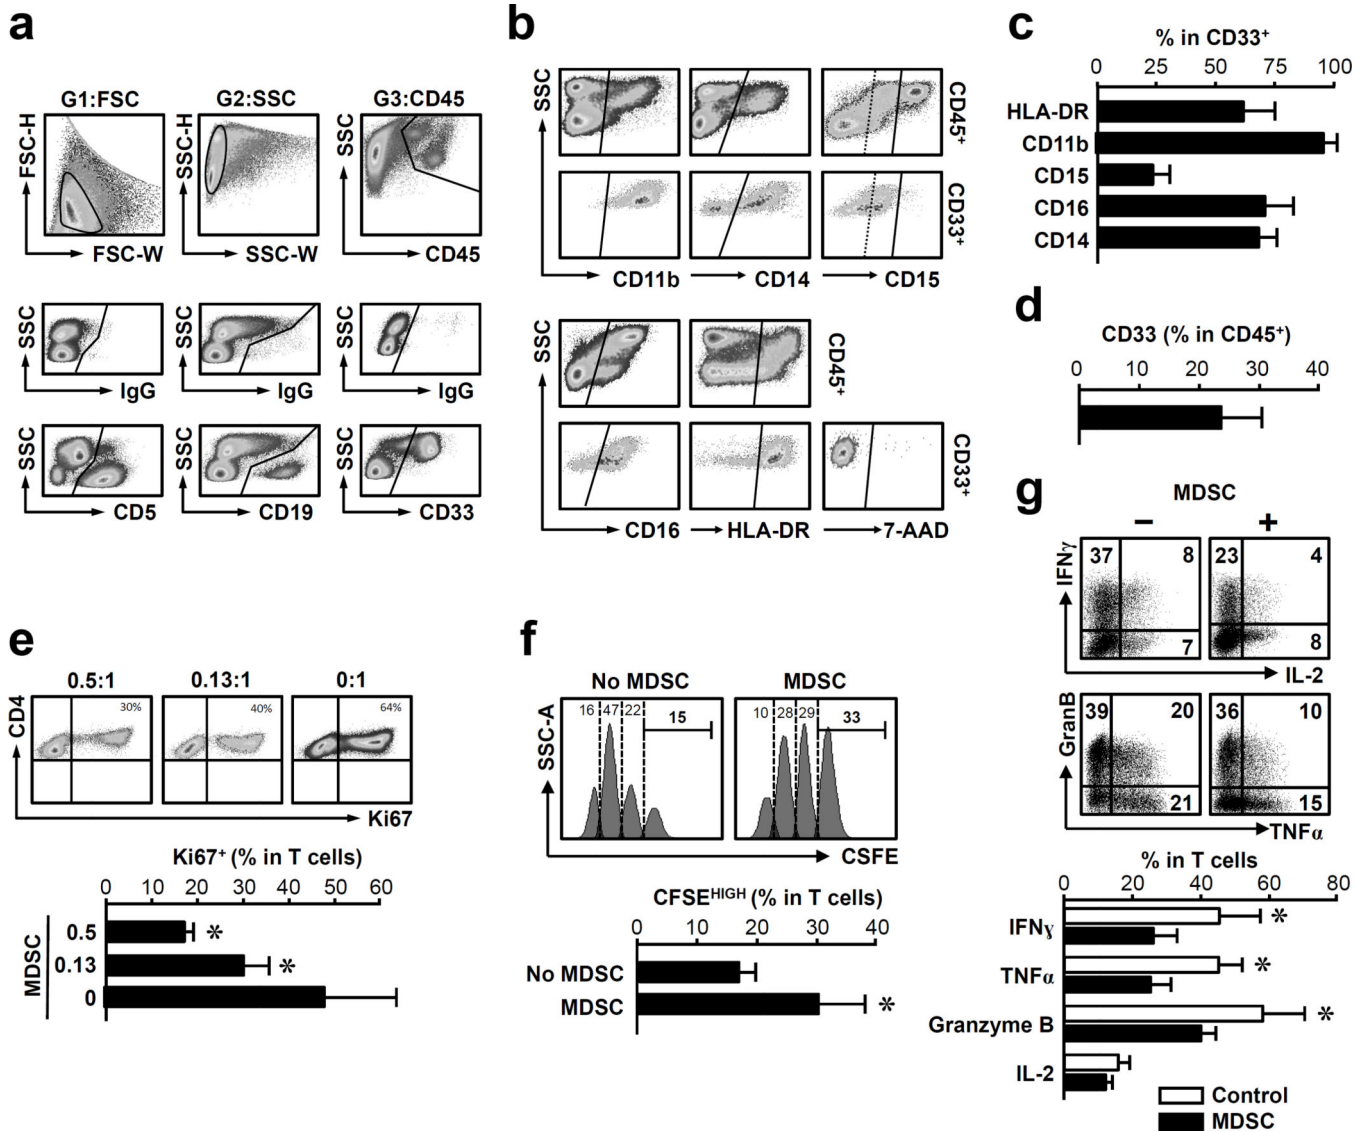 a
G1:FSC
G2:SSC
G3:CD45
FSC-H
FSC-W
SSC-H
SSC-W
SSC
CD45
SSC
IgG
SSC
IgG
SSC
IgG
SSC
CD5
SSC
CD19
SSC
CD33
b
SSC
CD45⁺
CD33⁺
CD11b
CD14
CD15
SSC
CD45⁺
CD33⁺
CD16
HLA-DR
7-AAD
c
% in CD33⁺
0 25 50 75 100
HLA-DR
CD11b
CD15
CD16
CD14
d
CD33 (% in CD45⁺)
0 10 20 30 40
e
0.5:1 0.13:1 0:1
CD4
30% 40% 64%
Ki67
Ki67⁺ (% in T cells)
0 10 20 30 40 50 60
MDSC
0.5 *
0.13 *
0
f
No MDSC MDSC
SSC-A
16 47 22 15
10 28 29 33
CSFE
CFSEᴴᴵᴳᴴ (% in T cells)
0 10 20 30 40
No MDSC
MDSC *
g
MDSC
− +
IFNγ
37 8 23 4
7 8
IL-2
GranB
39 20 36 10
21 15
TNFα
% in T cells
0 20 40 60 80
IFNɣ *
TNFα *
Granzyme B *
IL-2
Control
MDSC